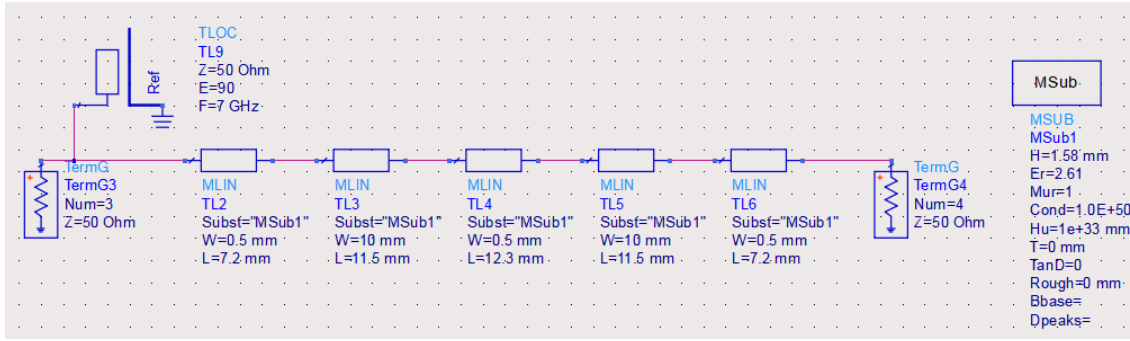 TLOC
TL9
Z=50 Ohm
E=90
F=7 GHz
Ref
TermG
TermG3
Num=3
Z=50 Ohm
MLIN
TL2
Subst="MSub1"
W=0.5 mm
L=7.2 mm
MLIN
TL3
Subst="MSub1"
W=10 mm
L=11.5 mm
MLIN
TL4
Subst="MSub1"
W=0.5 mm
L=12.3 mm
MLIN
TL5
Subst="MSub1"
W=10 mm
L=11.5 mm
MLIN
TL6
Subst="MSub1"
W=0.5 mm
L=7.2 mm
TermG
TermG4
Num=4
Z=50 Ohm
MSub
MSUB
MSub1
H=1.58 mm
Er=2.61
Mur=1
Cond=1.0E+50
Hu=1e+33 mm
T=0 mm
TanD=0
Rough=0 mm
Bbase=
Dpeaks=